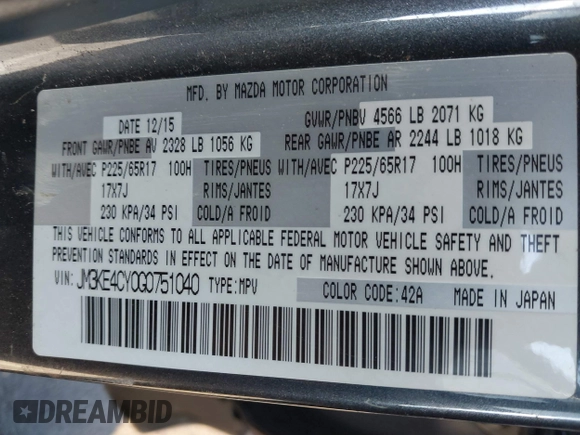 MFD. BY MAZDA MOTOR CORPORATION
DATE 12/15 GVWR/PNBV 4566 LB 2071 KG
FRONT GAWR/PNBE AV 2328 LB 1056 KG REAR GAWR/PNBE AR 2244 LB 1018 KG
WITH/AVEC P225/65R17 100H TIRES/PNEUS WITH/AVEC P225/65R17 100H TIRES/PNEUS
17X7J RIMS/JANTES 17X7J RIMS/JANTES
230 KPA/34 PSI COLD/A FROID 230 KPA/34 PSI COLD/A FROID
THIS VEHICLE CONFORMS TO ALL APPLICABLE FEDERAL MOTOR VEHICLE SAFETY AND THEFT
PREVENTION STANDARDS IN EFFECT ON THE DATE OF MANUFACTURE SHOWN ABOVE.
VIN: JM3KE4CY0G0751040 TYPE:MPV COLOR CODE:42A MADE IN JAPAN
DREAMBID